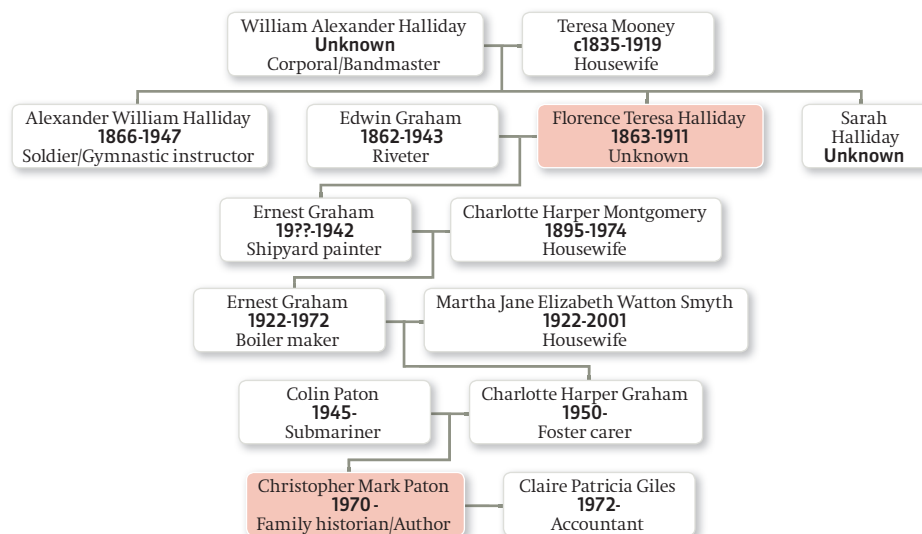 William Alexander Halliday
Unknown
Corporal/Bandmaster
Teresa Mooney
c1835-1919
Housewife
Alexander William Halliday
1866-1947
Soldier/Gymnastic instructor
Edwin Graham
1862-1943
Riveter
Florence Teresa Halliday
1863-1911
Unknown
Sarah
Halliday
Unknown
Ernest Graham
19??-1942
Shipyard painter
Charlotte Harper Montgomery
1895-1974
Housewife
Ernest Graham
1922-1972
Boiler maker
Martha Jane Elizabeth Watton Smyth
1922-2001
Housewife
Colin Paton
1945-
Submariner
Charlotte Harper Graham
1950-
Foster carer
Christopher Mark Paton
1970 -
Family historian/Author
Claire Patricia Giles
1972-
Accountant